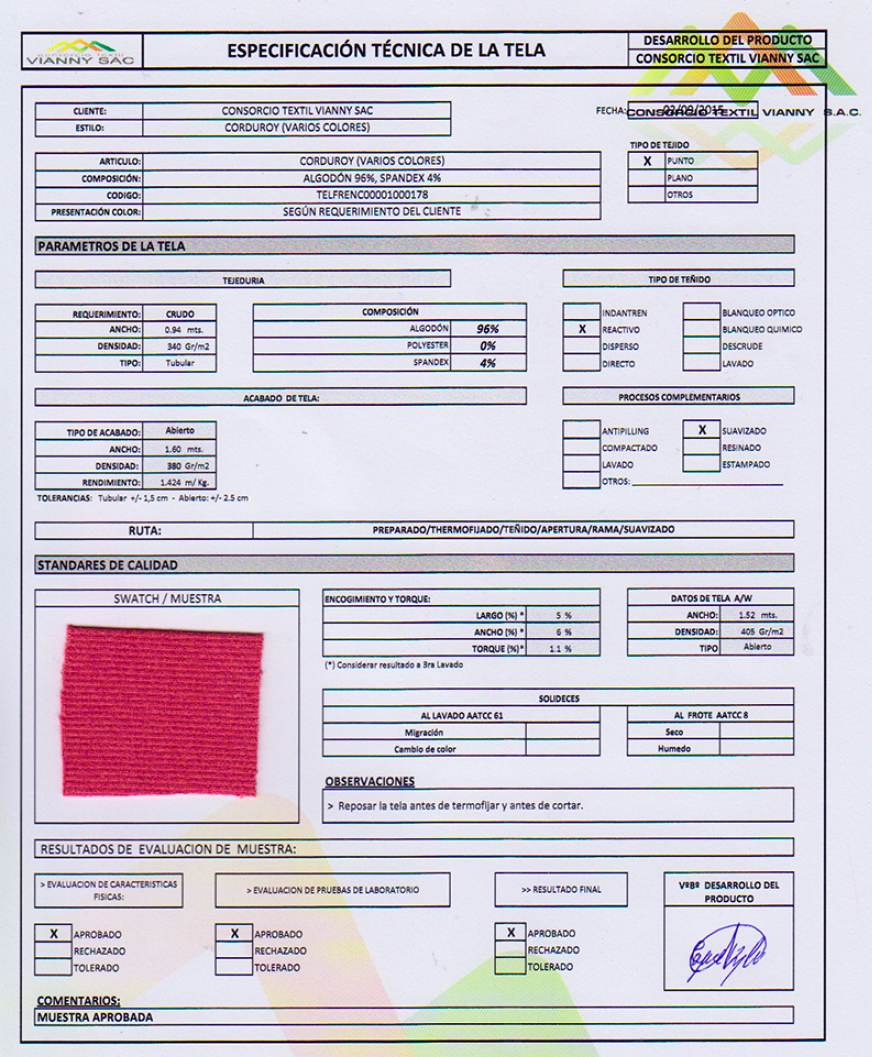 CONSORCIO TEXTIL
VIANNY SAC
ESPECIFICACIÓN TÉCNICA DE LA TELA
DESARROLLO DEL PRODUCTO
CONSORCIO TEXTIL VIANNY SAC
CLIENTE: CONSORCIO TEXTIL VIANNY SAC
ESTILO: CORDUROY (VARIOS COLORES)
FECHA: 02/09/2015
CONSORCIO TEXTIL VIANNY S.A.C.
ARTICULO: CORDUROY (VARIOS COLORES)
COMPOSICIÓN: ALGODÓN 96%, SPANDEX 4%
CODIGO: TELFRENC00001000178
PRESENTACIÓN COLOR: SEGÚN REQUERIMIENTO DEL CLIENTE
TIPO DE TEJIDO
X PUNTO
PLANO
OTROS
PARAMETROS DE LA TELA
TEJEDURIA
TIPO DE TEÑIDO
REQUERIMIENTO: CRUDO
ANCHO: 0.94 mts.
DENSIDAD: 340 Gr/m2
TIPO: Tubular
COMPOSICIÓN
ALGODÓN 96%
POLYESTER 0%
SPANDEX 4%
INDANTREN
X REACTIVO
DISPERSO
DIRECTO
BLANQUEO OPTICO
BLANQUEO QUIMICO
DESCRUDE
LAVADO
ACABADO DE TELA:
PROCESOS COMPLEMENTARIOS
TIPO DE ACABADO: Abierto
ANCHO: 1.60 mts.
DENSIDAD: 380 Gr/m2
RENDIMIENTO: 1.424 m/ Kg.
TOLERANCIAS: Tubular +/- 1,5 cm - Abierto: +/- 2.5 cm
ANTIPILLING
COMPACTADO
LAVADO
OTROS:
X SUAVIZADO
RESINADO
ESTAMPADO
RUTA: PREPARADO/THERMOFIJADO/TEÑIDO/APERTURA/RAMA/SUAVIZADO
STANDARES DE CALIDAD
SWATCH / MUESTRA
ENCOGIMIENTO Y TORQUE:
LARGO (%) * 5 %
ANCHO (%) * 6 %
TORQUE (%)* 1.1 %
(*) Considerar resultado a 3ra Lavado
DATOS DE TELA A/W
ANCHO: 1.52 mts.
DENSIDAD: 405 Gr/m2
TIPO Abierto
SOLIDECES
AL LAVADO AATCC 61
Migración
Cambio de color
AL FROTE AATCC 8
Seco
Humedo
OBSERVACIONES
> Reposar la tela antes de termofijar y antes de cortar.
RESULTADOS DE EVALUACION DE MUESTRA:
> EVALUACION DE CARACTERISTICAS
FISICAS:
> EVALUACION DE PRUEBAS DE LABORATORIO
>> RESULTADO FINAL
VºBº DESARROLLO DEL
PRODUCTO
X APROBADO
RECHAZADO
TOLERADO
X APROBADO
RECHAZADO
TOLERADO
X APROBADO
RECHAZADO
TOLERADO
COMENTARIOS:
MUESTRA APROBADA